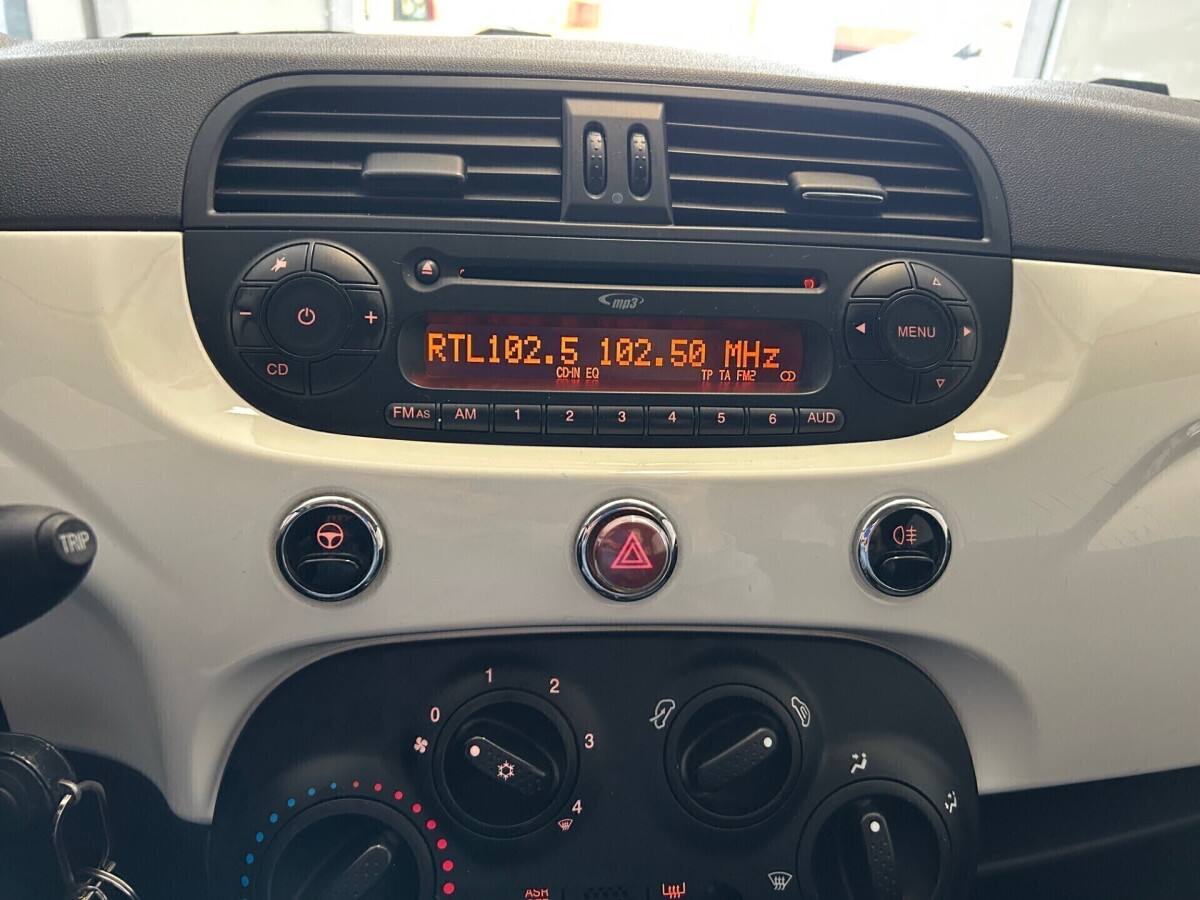 mp3
MENU
RTL102.5 102.50 MHz
CD-IN EQ TP TA FM2
CD
FM AS AM 1 2 3 4 5 6 AUD
TRIP
1
2
0
3
4
ASR